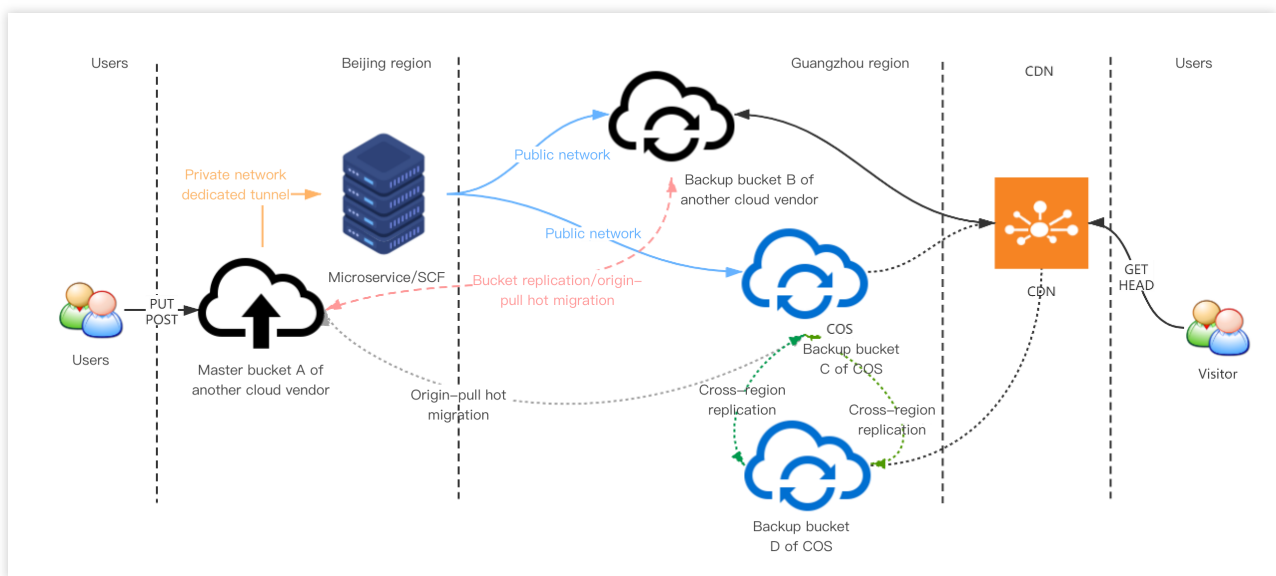 Users
Beijing region
Guangzhou region
CDN
Users
Private network
dedicated tunnel
Public network
Backup bucket B of
another cloud vendor
Public network
Microservice/SCF
Bucket replication/origin-
pull hot migration
GET
HEAD
CDN
PUT
POST
Users
COS
Backup bucket
C of COS
Master bucket A of
another cloud vendor
Visitor
Origin-pull hot
migration
Cross-region
replication
Cross-region
replication
Backup bucket
D of COS